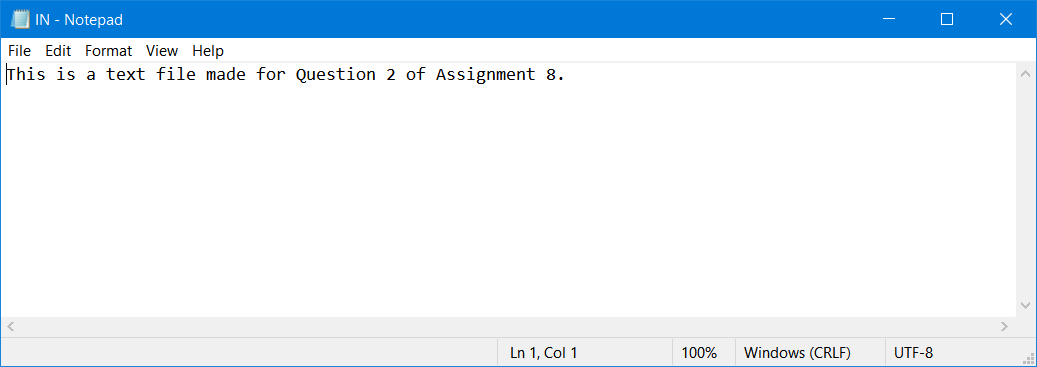 IN - Notepad
File Edit Format View Help
This is a text file made for Question 2 of Assignment 8.
Ln 1, Col 1 100% Windows (CRLF) UTF-8